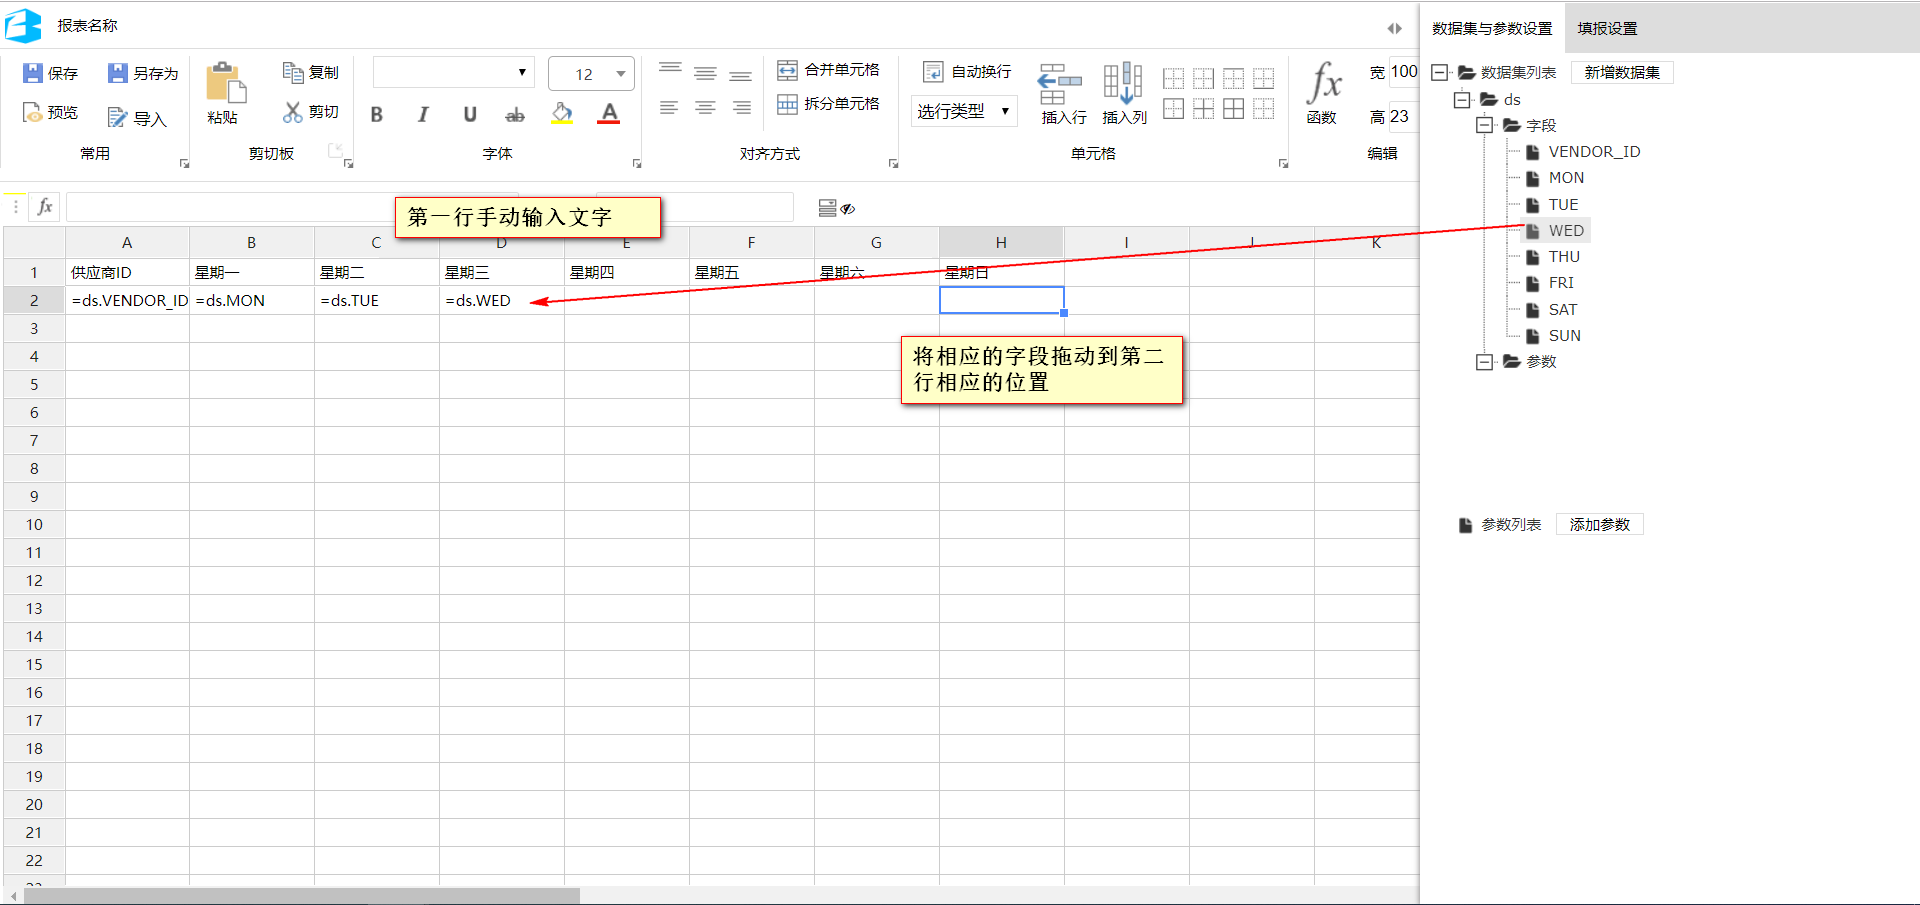 报表名称
数据集与参数设置 填报设置
保存 另存为 粘贴 复制 12 合并单元格 自动换行 宽 100
预览 导入 剪切 B I U ab A 拆分单元格 选行类型 插入行 插入列 fx 函数 高 23
常用 剪切板 字体 对齐方式 单元格 编辑
fx
第一行手动输入文字
A B C D E F G H I J K
1 供应商ID 星期一 星期二 星期三 星期四 星期五 星期六 星期日
2 =ds.VENDOR_ID =ds.MON =ds.TUE =ds.WED
3
将相应的字段拖动到第二
行相应的位置
4
5
6
7
8
9
10
11
12
13
14
15
16
17
18
19
20
21
22
23
数据集列表 新增数据集
ds
字段
VENDOR_ID
MON
TUE
WED
THU
FRI
SAT
SUN
参数
参数列表 添加参数